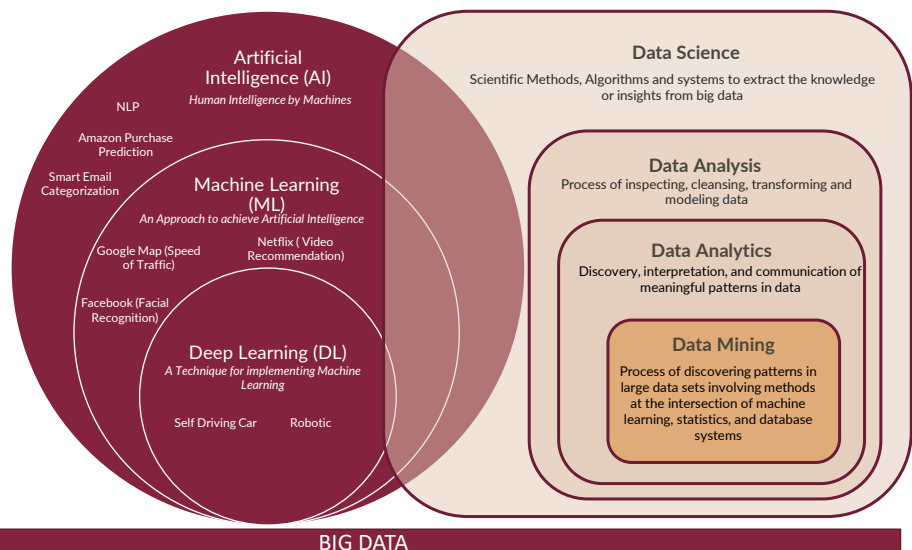 Artificial
Intelligence (AI)
Human Intelligence by Machines
NLP
Amazon Purchase
Prediction
Smart Email
Categorization
Machine Learning
(ML)
An Approach to achieve Artificial Intelligence
Google Map (Speed
of Traffic)
Netflix ( Video
Recommendation)
Facebook (Facial
Recognition)
Deep Learning (DL)
A Technique for implementing Machine
Learning
Self Driving Car
Robotic
Data Science
Scientific Methods, Algorithms and systems to extract the knowledge
or insights from big data
Data Analysis
Process of inspecting, cleansing, transforming and
modeling data
Data Analytics
Discovery, interpretation, and communication of
meaningful patterns in data
Data Mining
Process of discovering patterns in
large data sets involving methods
at the intersection of machine
learning, statistics, and database
systems
BIG DATA